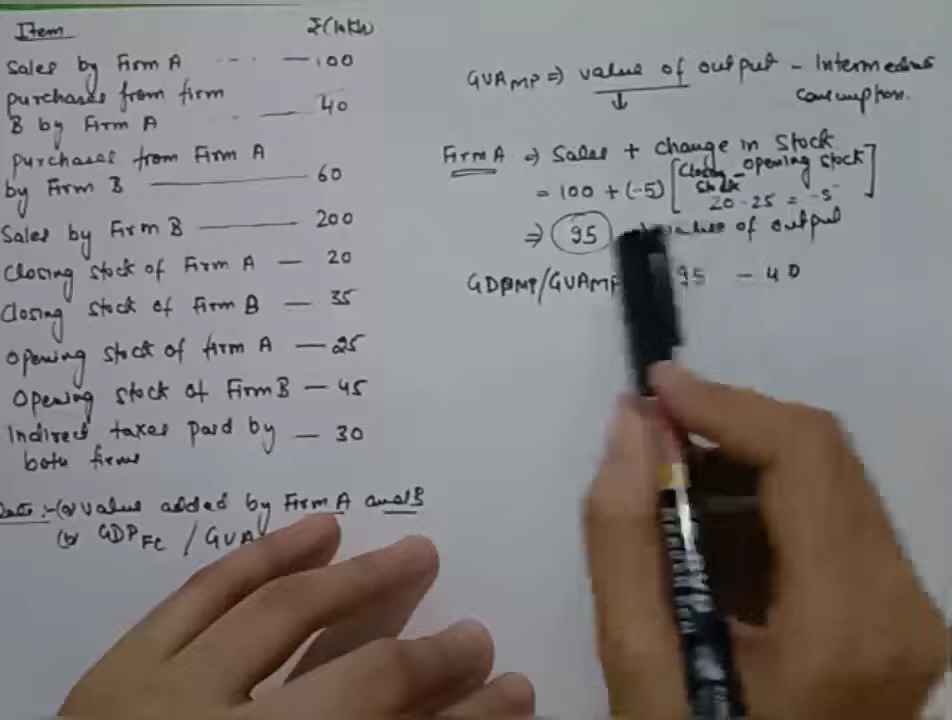 Item ₹(lakh)
Sales by Firm A ---- — 100
purchases from firm
B by Firm A -- — 40
purchases from Firm A
by Firm B — 60
Sales by Firm B — 200
Closing stock of Firm A — 20
Closing stock of Firm B — 35
Opening stock of firm A — 25
Opening stock of Firm B — 45
Indirect taxes paid by — 30
both firms
(a) value added by Firm A and B
(b) GDP FC / GVA
GVA MP => value of output - Intermediate
consumption.
Firm A => Sales + change in Stock
= 100 + (-5) [Closing - opening stock
stock
20 - 25 = -5]
=> 95 value of output
GDPMP/GVAMP 95 - 40